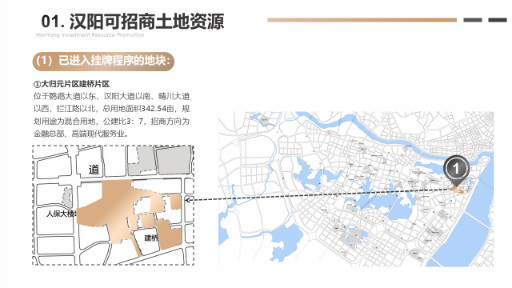 01. 汉阳可招商土地资源
HanYang Investment Resource Promotion
（1）已进入挂牌程序的地块：
①大归元片区建桥片区
位于鹦鹉大道以东、汉阳大道以南、晴川大道
以西、拦江路以北，总用地面积342.54亩，规
划用途为混合用地，公建比3：7，招商方向为
金融总部、高端现代服务业。
道
人保大楼
建桥
1